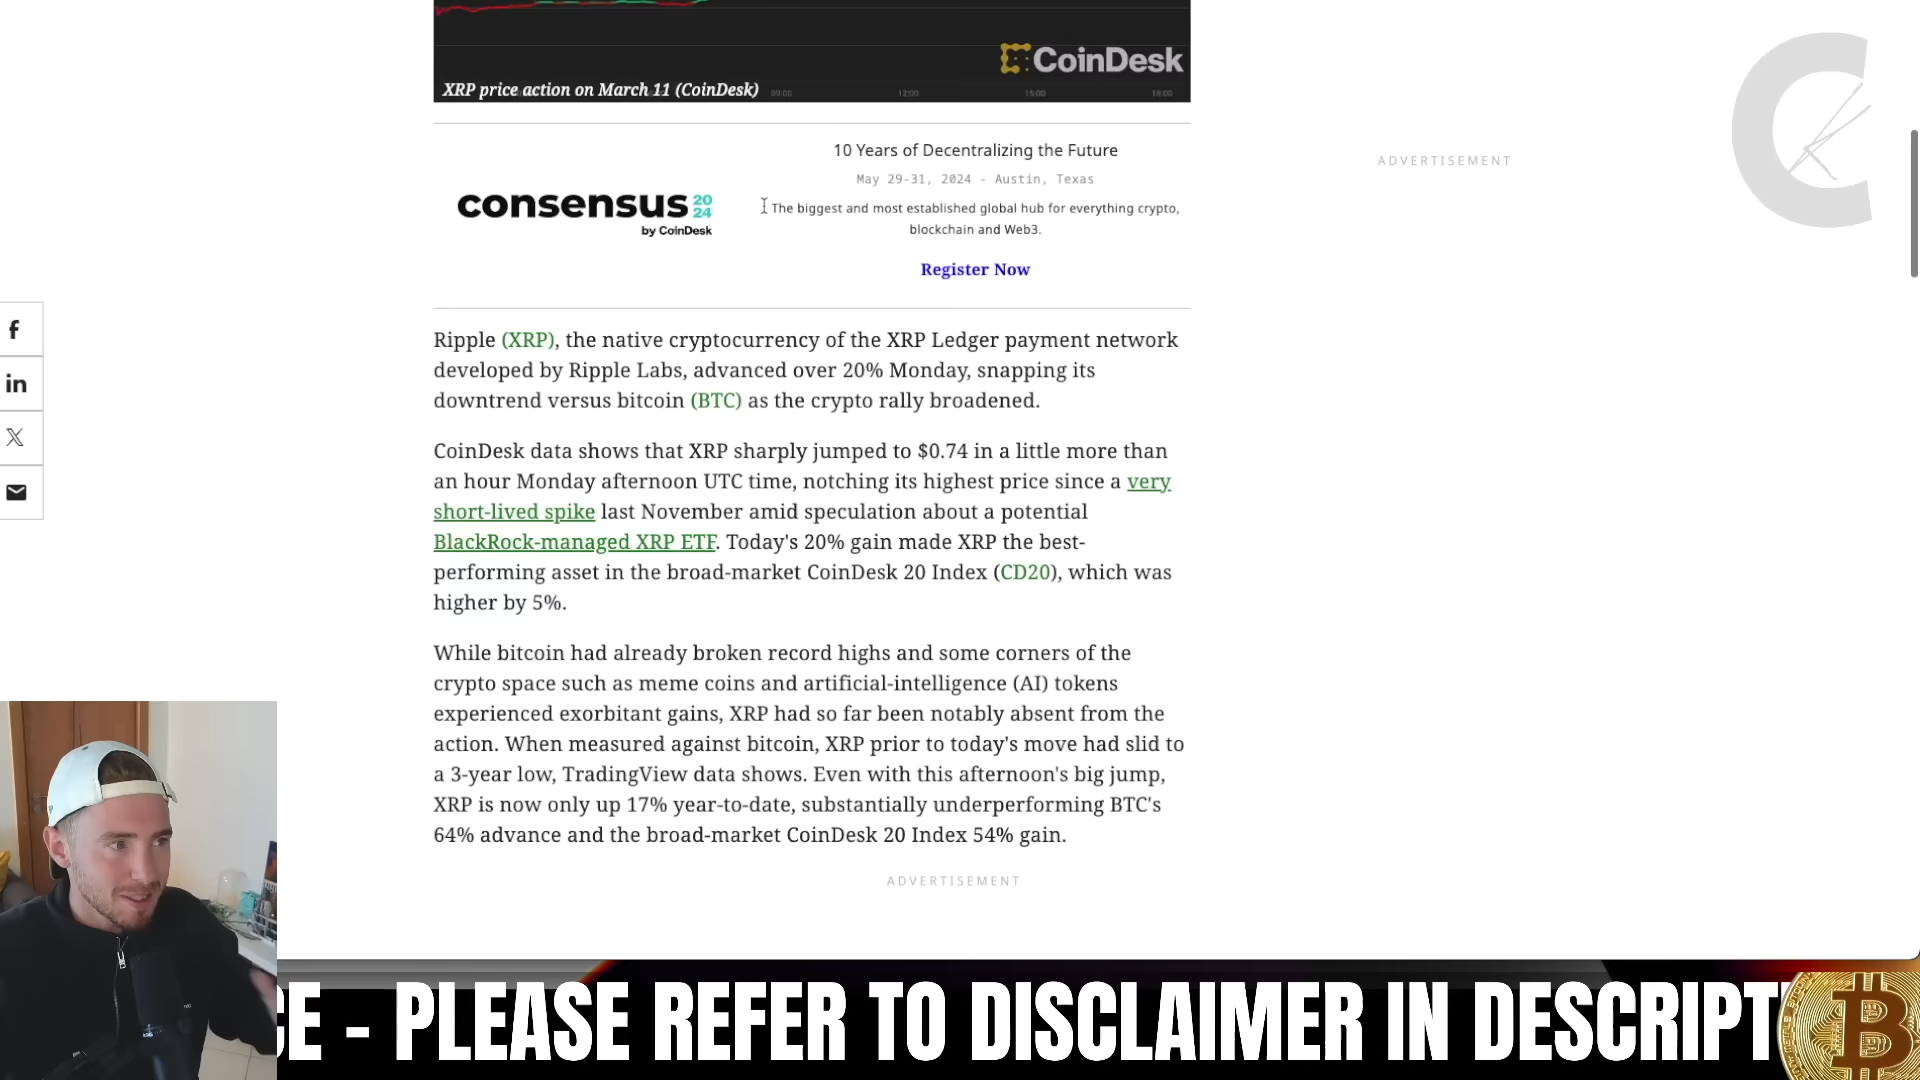 CoinDesk
XRP price action on March 11 (CoinDesk)
09:00 12:00 15:00 18:00
10 Years of Decentralizing the Future
May 29-31, 2024 - Austin, Texas
consensus 2024
by CoinDesk
The biggest and most established global hub for everything crypto,
blockchain and Web3.
Register Now
ADVERTISEMENT
Ripple (XRP), the native cryptocurrency of the XRP Ledger payment network
developed by Ripple Labs, advanced over 20% Monday, snapping its
downtrend versus bitcoin (BTC) as the crypto rally broadened.
CoinDesk data shows that XRP sharply jumped to $0.74 in a little more than
an hour Monday afternoon UTC time, notching its highest price since a very
short-lived spike last November amid speculation about a potential
BlackRock-managed XRP ETF. Today's 20% gain made XRP the best-
performing asset in the broad-market CoinDesk 20 Index (CD20), which was
higher by 5%.
While bitcoin had already broken record highs and some corners of the
crypto space such as meme coins and artificial-intelligence (AI) tokens
experienced exorbitant gains, XRP had so far been notably absent from the
action. When measured against bitcoin, XRP prior to today's move had slid to
a 3-year low, TradingView data shows. Even with this afternoon's big jump,
XRP is now only up 17% year-to-date, substantially underperforming BTC's
64% advance and the broad-market CoinDesk 20 Index 54% gain.
ADVERTISEMENT
CE - PLEASE REFER TO DISCLAIMER IN DESCRIPT